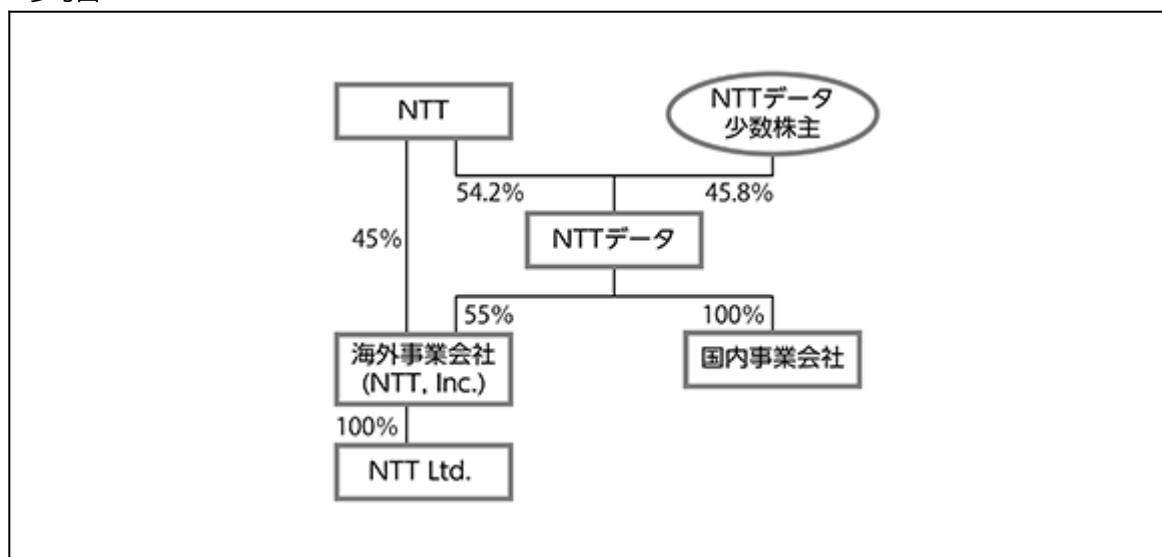 NTT
NTTデータ
少数株主
54.2%
45.8%
NTTデータ
45%
55%
100%
海外事業会社
(NTT, Inc.)
国内事業会社
100%
NTT Ltd.